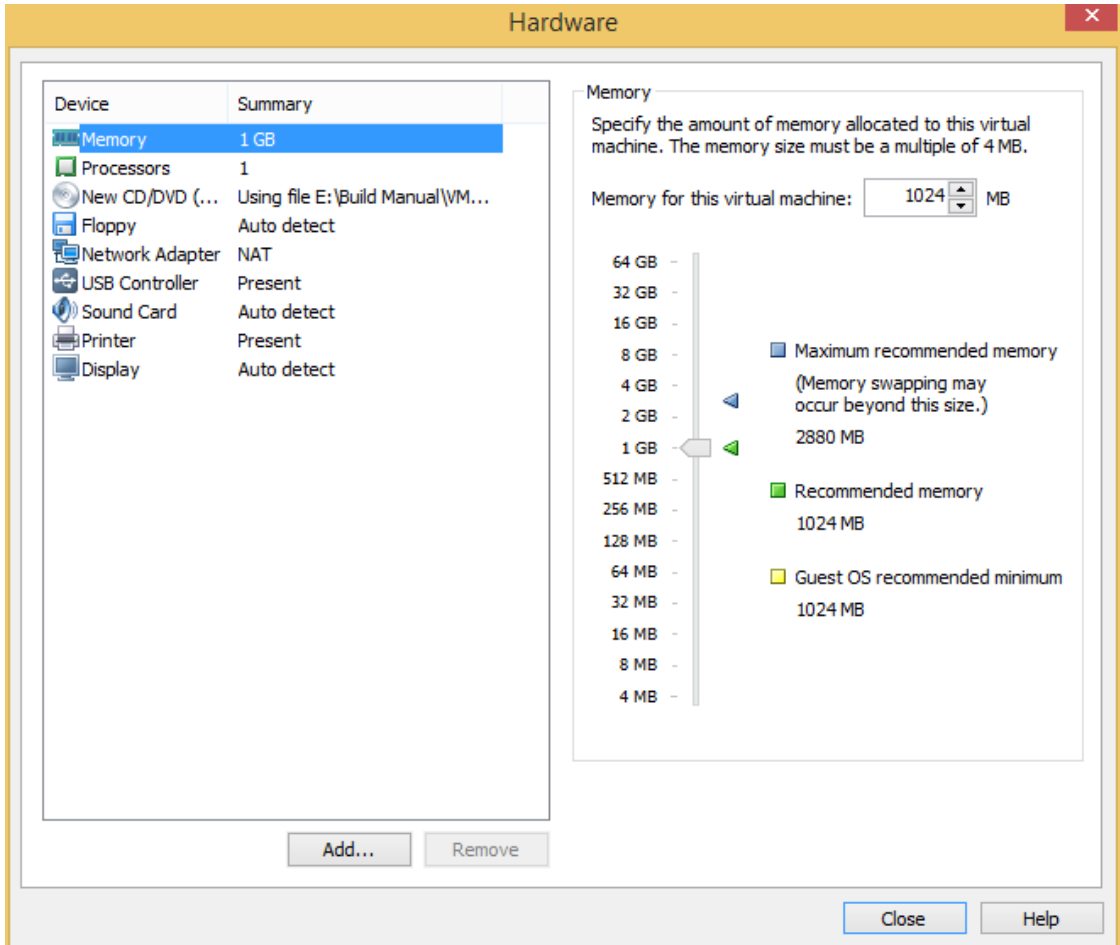 Hardware
Device Summary
Memory 1 GB
Processors 1
New CD/DVD (... Using file E:\Build Manual\VM...
Floppy Auto detect
Network Adapter NAT
USB Controller Present
Sound Card Auto detect
Printer Present
Display Auto detect
Add...
Remove
Memory
Specify the amount of memory allocated to this virtual
machine. The memory size must be a multiple of 4 MB.
Memory for this virtual machine: 1024 MB
64 GB
32 GB
16 GB
8 GB
4 GB
2 GB
1 GB
512 MB
256 MB
128 MB
64 MB
32 MB
16 MB
8 MB
4 MB
Maximum recommended memory
(Memory swapping may
occur beyond this size.)
2880 MB
Recommended memory
1024 MB
Guest OS recommended minimum
1024 MB
Close
Help